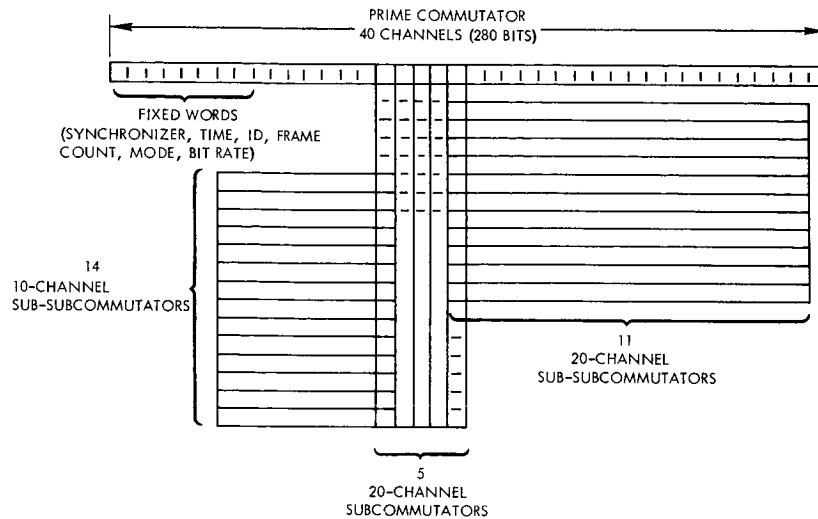 PRIME COMMUTATOR
40 CHANNELS (280 BITS)
FIXED WORDS
(SYNCHRONIZER, TIME, ID, FRAME
COUNT, MODE, BIT RATE)
14
10-CHANNEL
SUB-SUBCOMMUTATORS
11
20-CHANNEL
SUB-SUBCOMMUTATORS
5
20-CHANNEL
SUBCOMMUTATORS